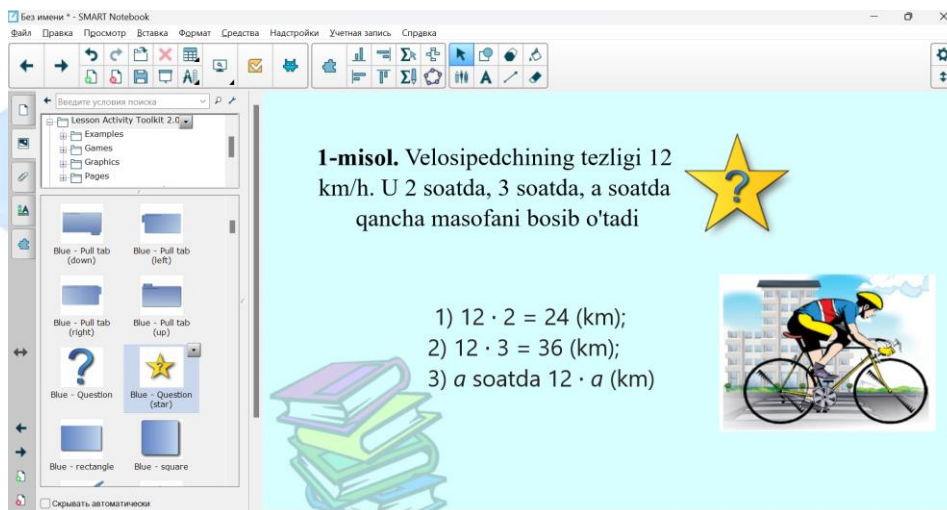 Без имени * - SMART Notebook
Файл Правка Просмотр Вставка Формат Средства Надстройки Учетная запись Справка
Введите условия поиска
Lesson Activity Toolkit 2.0
Examples
Games
Graphics
Pages
Blue - Pull tab (down)
Blue - Pull tab (left)
Blue - Pull tab (right)
Blue - Pull tab (up)
Blue - Question
Blue - Question (star)
Blue - rectangle
Blue - square
Скрывать автоматически
1-misol. Velosipedchining tezligi 12
km/h. U 2 soatda, 3 soatda, a soatda
qancha masofani bosib o'tadi
?
1) 12 · 2 = 24 (km);
2) 12 · 3 = 36 (km);
3) a soatda 12 · a (km)